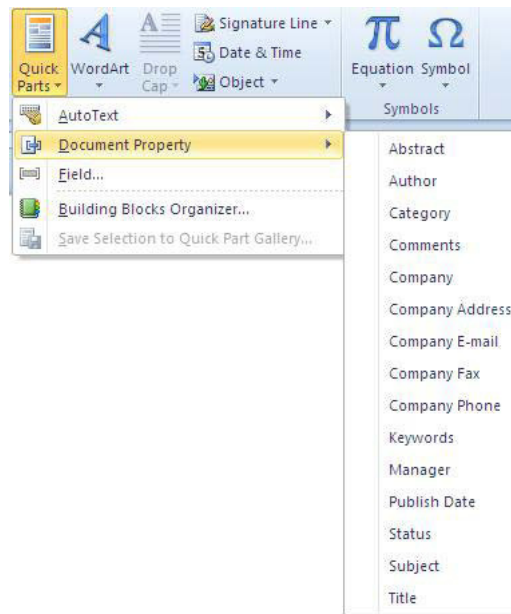 Quick Parts
WordArt
Drop Cap
Signature Line
Date & Time
Object
Equation
Symbol
Symbols
AutoText
Document Property
Field...
Building Blocks Organizer...
Save Selection to Quick Part Gallery...
Abstract
Author
Category
Comments
Company
Company Address
Company E-mail
Company Fax
Company Phone
Keywords
Manager
Publish Date
Status
Subject
Title